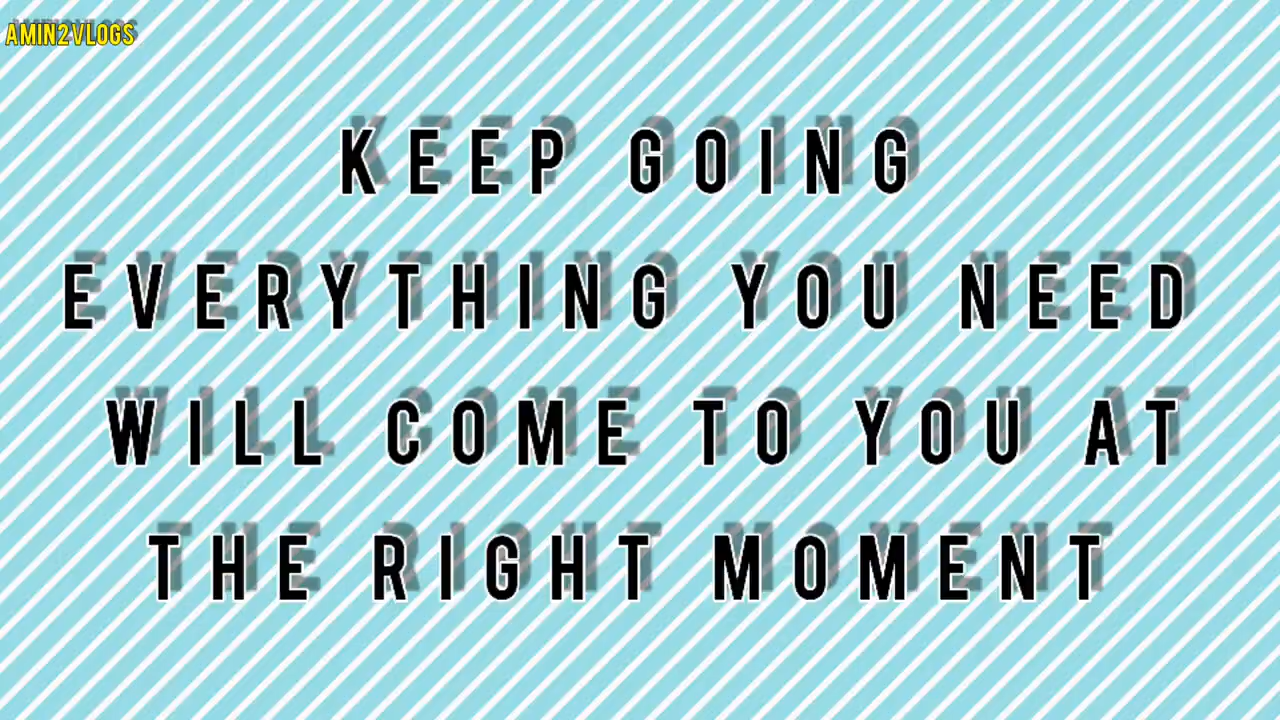 AMIN2VLOGS
KEEP GOING
EVERYTHING YOU NEED
WILL COME TO YOU AT
THE RIGHT MOMENT